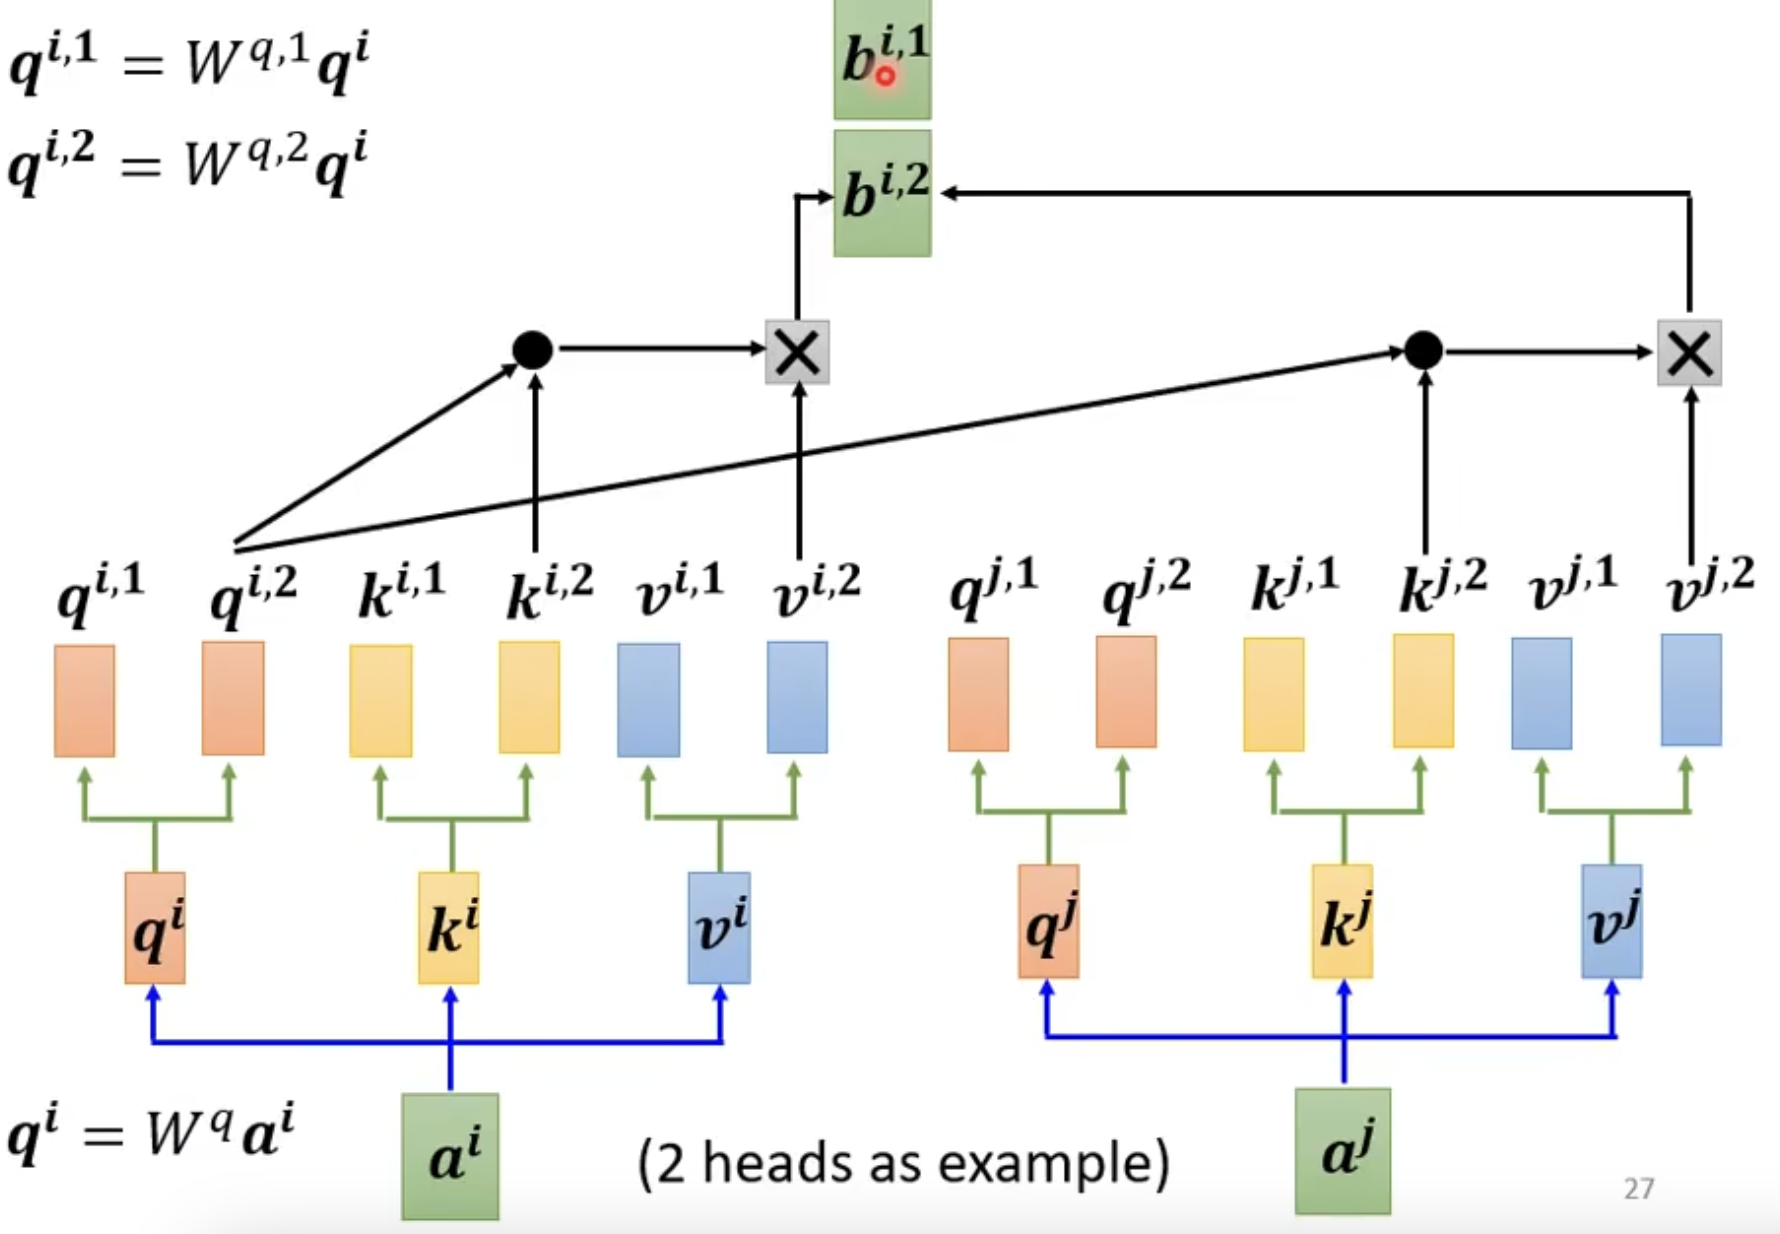 q^{i,1} = W^{q,1}q^i
q^{i,2} = W^{q,2}q^i
b^{i,1}
b^{i,2}
q^{i,1} q^{i,2} k^{i,1} k^{i,2} v^{i,1} v^{i,2} q^{j,1} q^{j,2} k^{j,1} k^{j,2} v^{j,1} v^{j,2}
q^i k^i v^i q^j k^j v^j
q^i = W^q a^i
a^i (2 heads as example) a^j
27